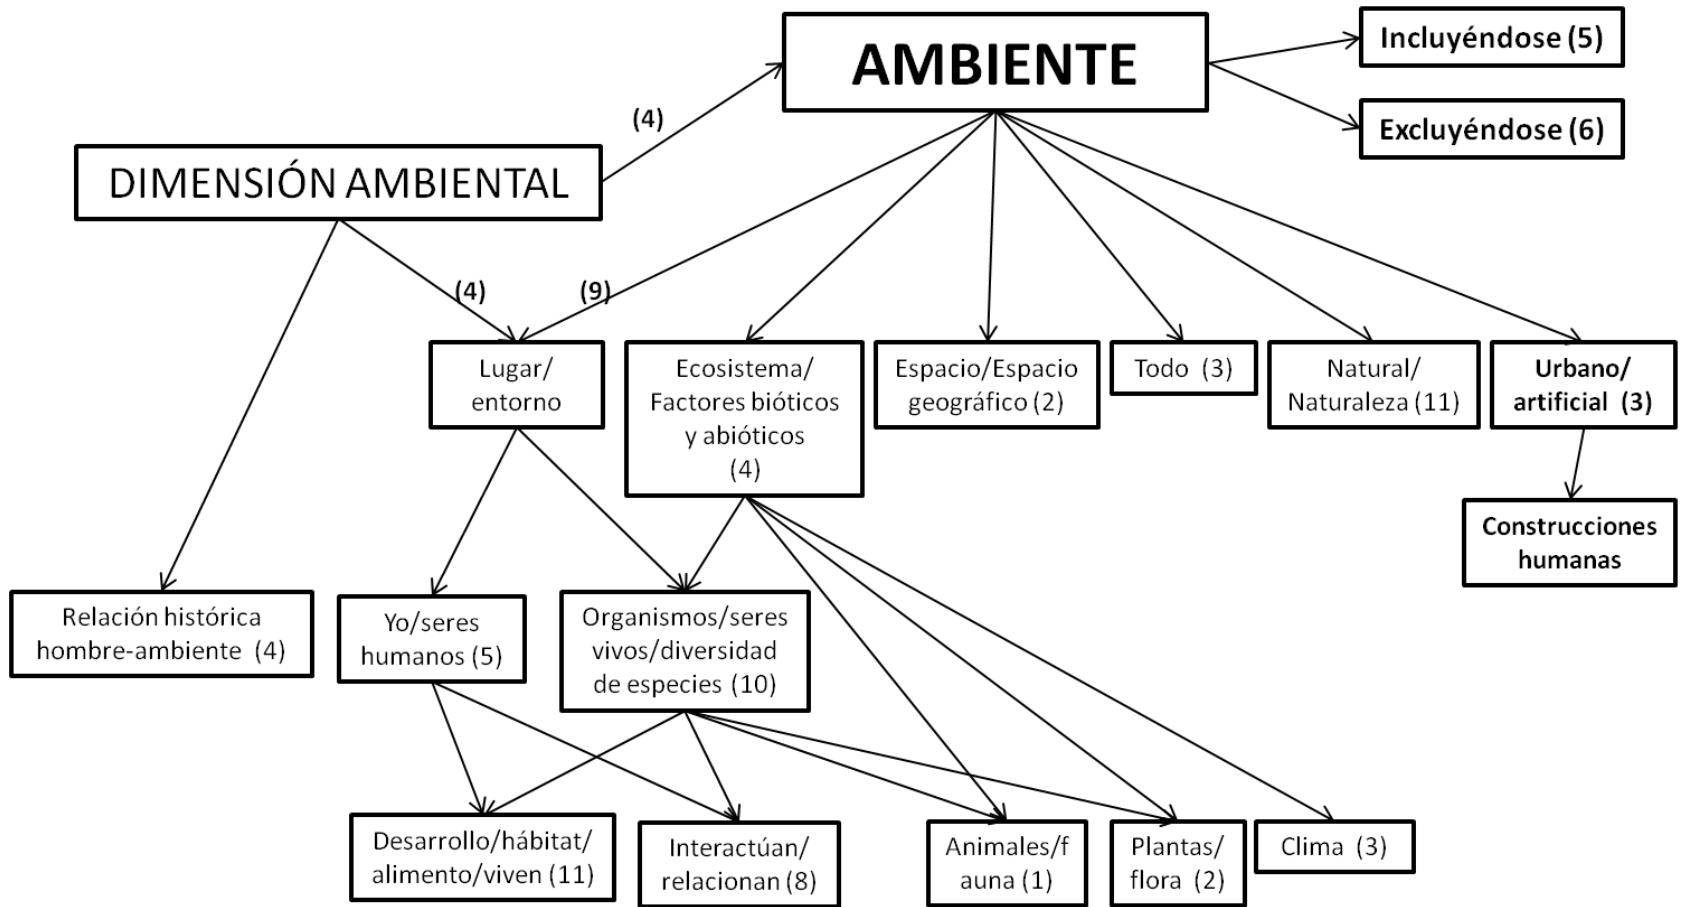 AMBIENTE
Incluyéndose (5)
Excluyéndose (6)
(4)
DIMENSIÓN AMBIENTAL
(4)
(9)
Lugar/
entorno
Ecosistema/
Factores bióticos
y abióticos
(4)
Espacio/Espacio
geográfico (2)
Todo (3)
Natural/
Naturaleza (11)
Urbano/
artificial (3)
Construcciones
humanas
Relación histórica
hombre-ambiente (4)
Yo/seres
humanos (5)
Organismos/seres
vivos/diversidad
de especies (10)
Desarrollo/hábitat/
alimento/viven (11)
Interactúan/
relacionan (8)
Animales/f
auna (1)
Plantas/
flora (2)
Clima (3)